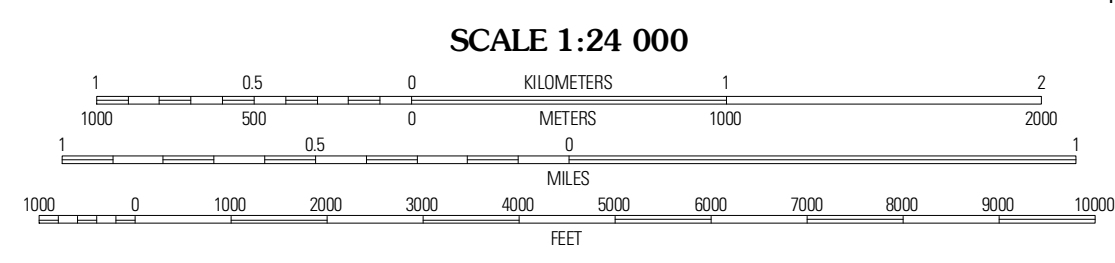 SCALE 1:24 000
1 0.5 0 KILOMETERS 1 2
1000 500 0 METERS 1000 2000
1 0.5 0 1
MILES
1000 0 1000 2000 3000 4000 5000 6000 7000 8000 9000 10000
FEET